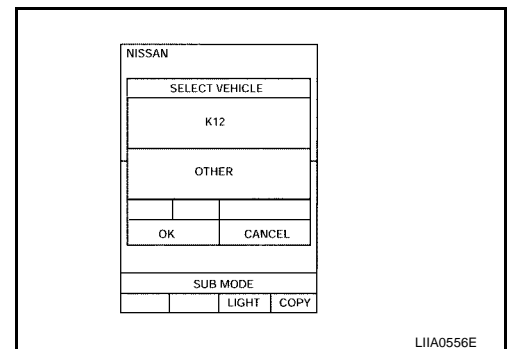 NISSAN
SELECT VEHICLE
K12
OTHER
OK CANCEL
SUB MODE
LIGHT COPY
LIIA0556E